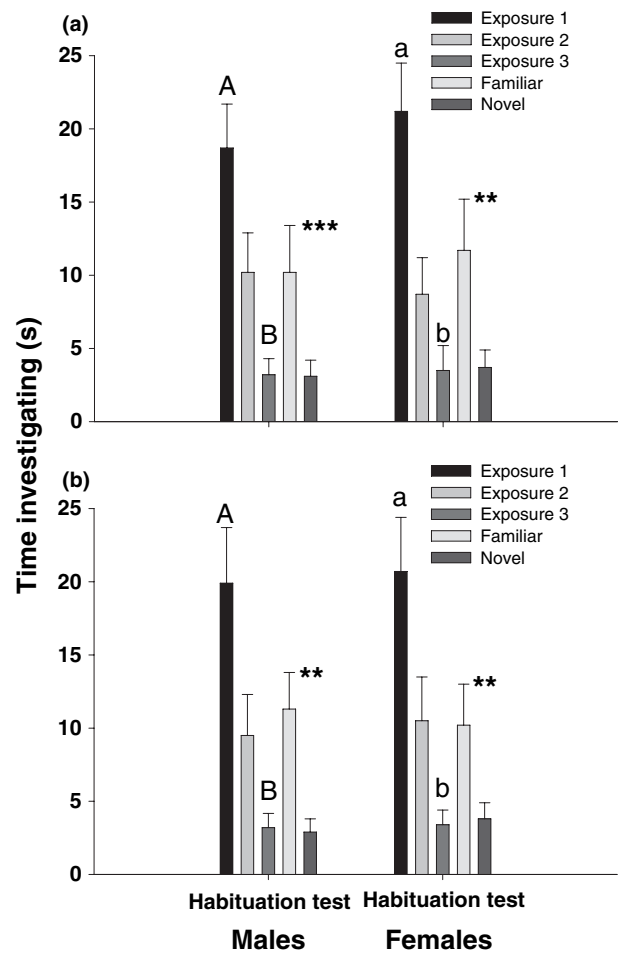 (a)
Exposure 1
Exposure 2
Exposure 3
Familiar
Novel
25
20
15
10
5
0
A
B
***
a
b
**
Time investigating (s)
(b)
Exposure 1
Exposure 2
Exposure 3
Familiar
Novel
25
20
15
10
5
0
A
B
**
a
b
**
Habituation test Habituation test
Males Females